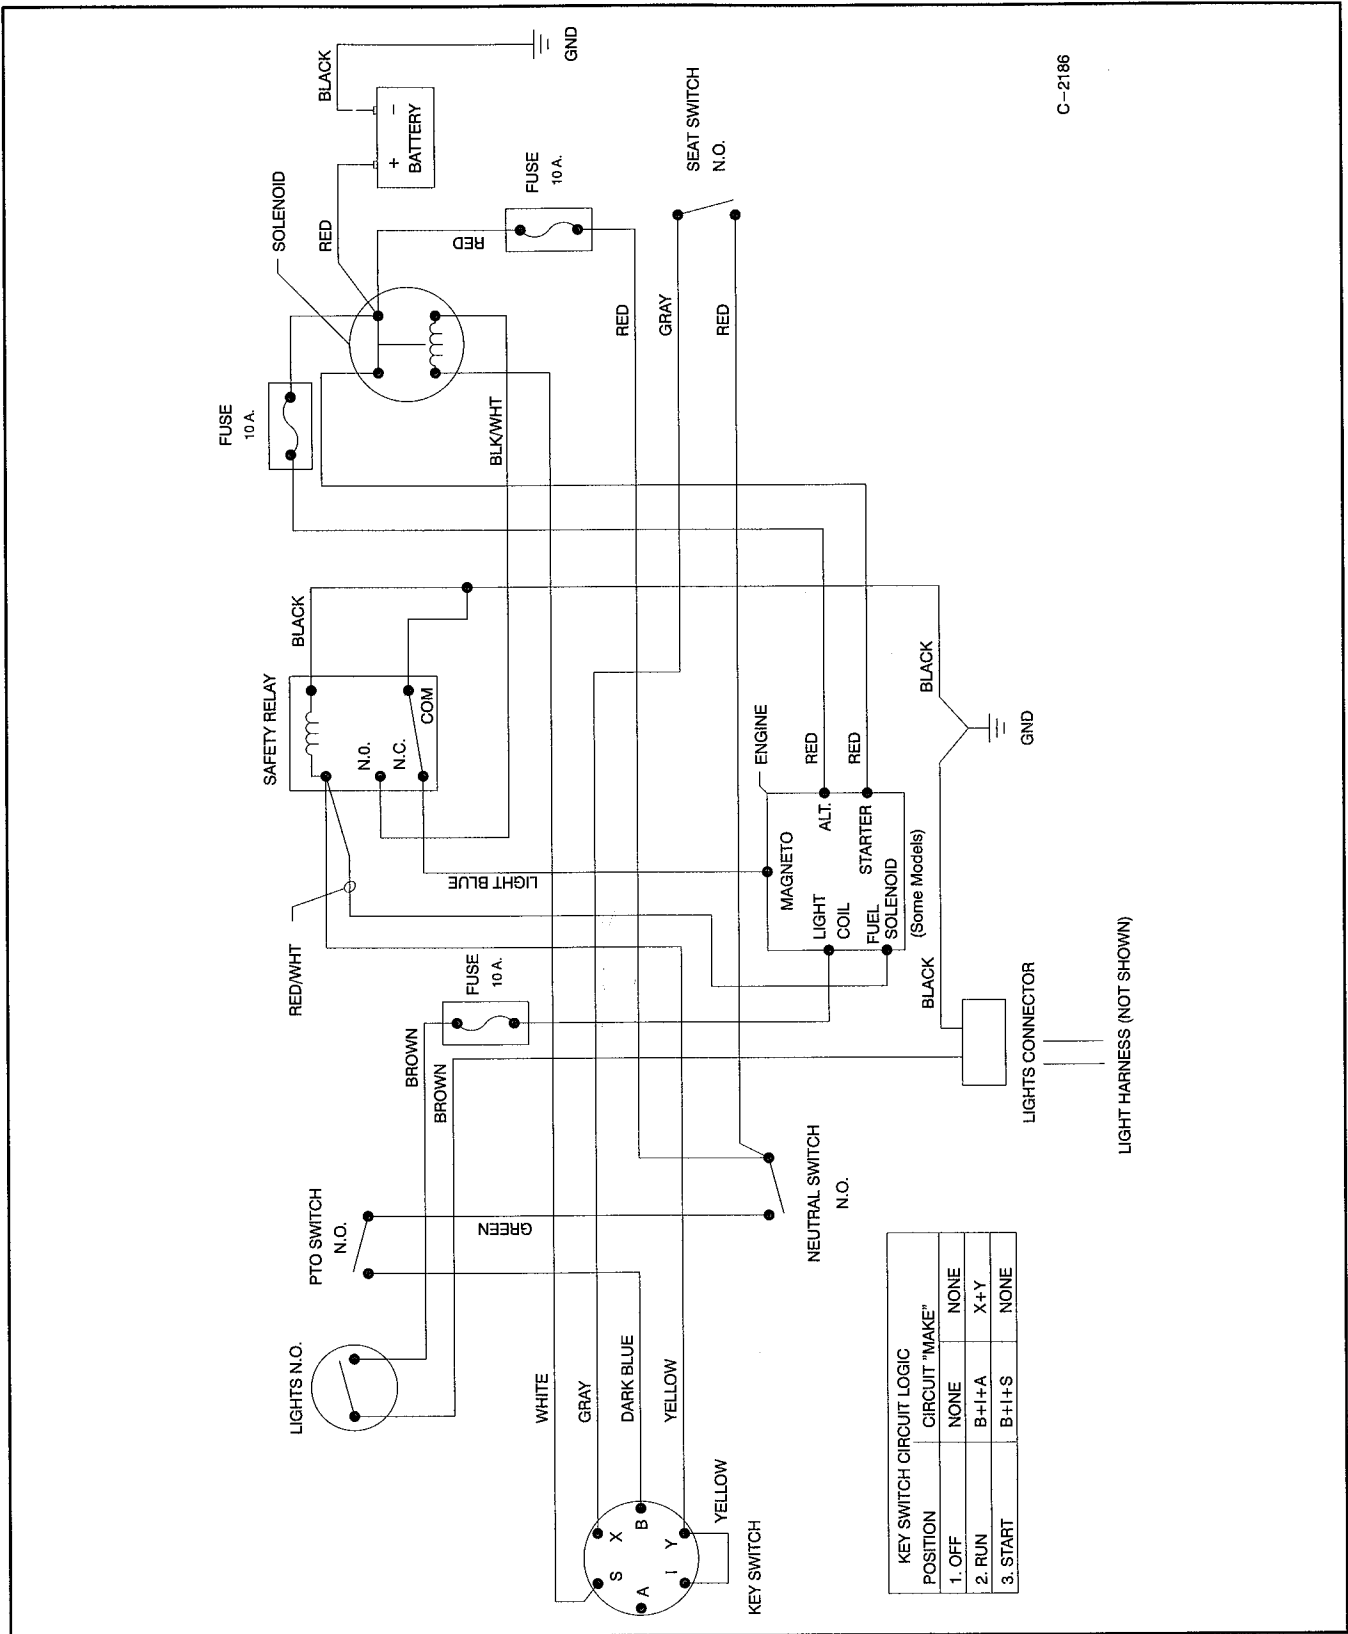 BLACK
GND
BATTERY
+
−
SOLENOID
RED
FUSE
10 A.
RED
SEAT SWITCH
N.O.
C−2186
FUSE
10 A.
BLK/WHT
RED
GRAY
RED
SAFETY RELAY
BLACK
N.O.
N.C.
COM
ENGINE
RED
RED
BLACK
GND
RED/WHT
LIGHT BLUE
MAGNETO
ALT.
STARTER
LIGHT
COIL
FUEL
SOLENOID
(Some Models)
BLACK
FUSE
10 A.
BROWN
BROWN
LIGHTS CONNECTOR
LIGHT HARNESS (NOT SHOWN)
PTO SWITCH
N.O.
GREEN
NEUTRAL SWITCH
N.O.
LIGHTS N.O.
WHITE
GRAY
DARK BLUE
YELLOW
S
X
A
B
I
Y
YELLOW
KEY SWITCH
KEY SWITCH CIRCUIT LOGIC
POSITION CIRCUIT "MAKE"
1. OFF NONE NONE
2. RUN B+I+A X+Y
3. START B+I+S NONE